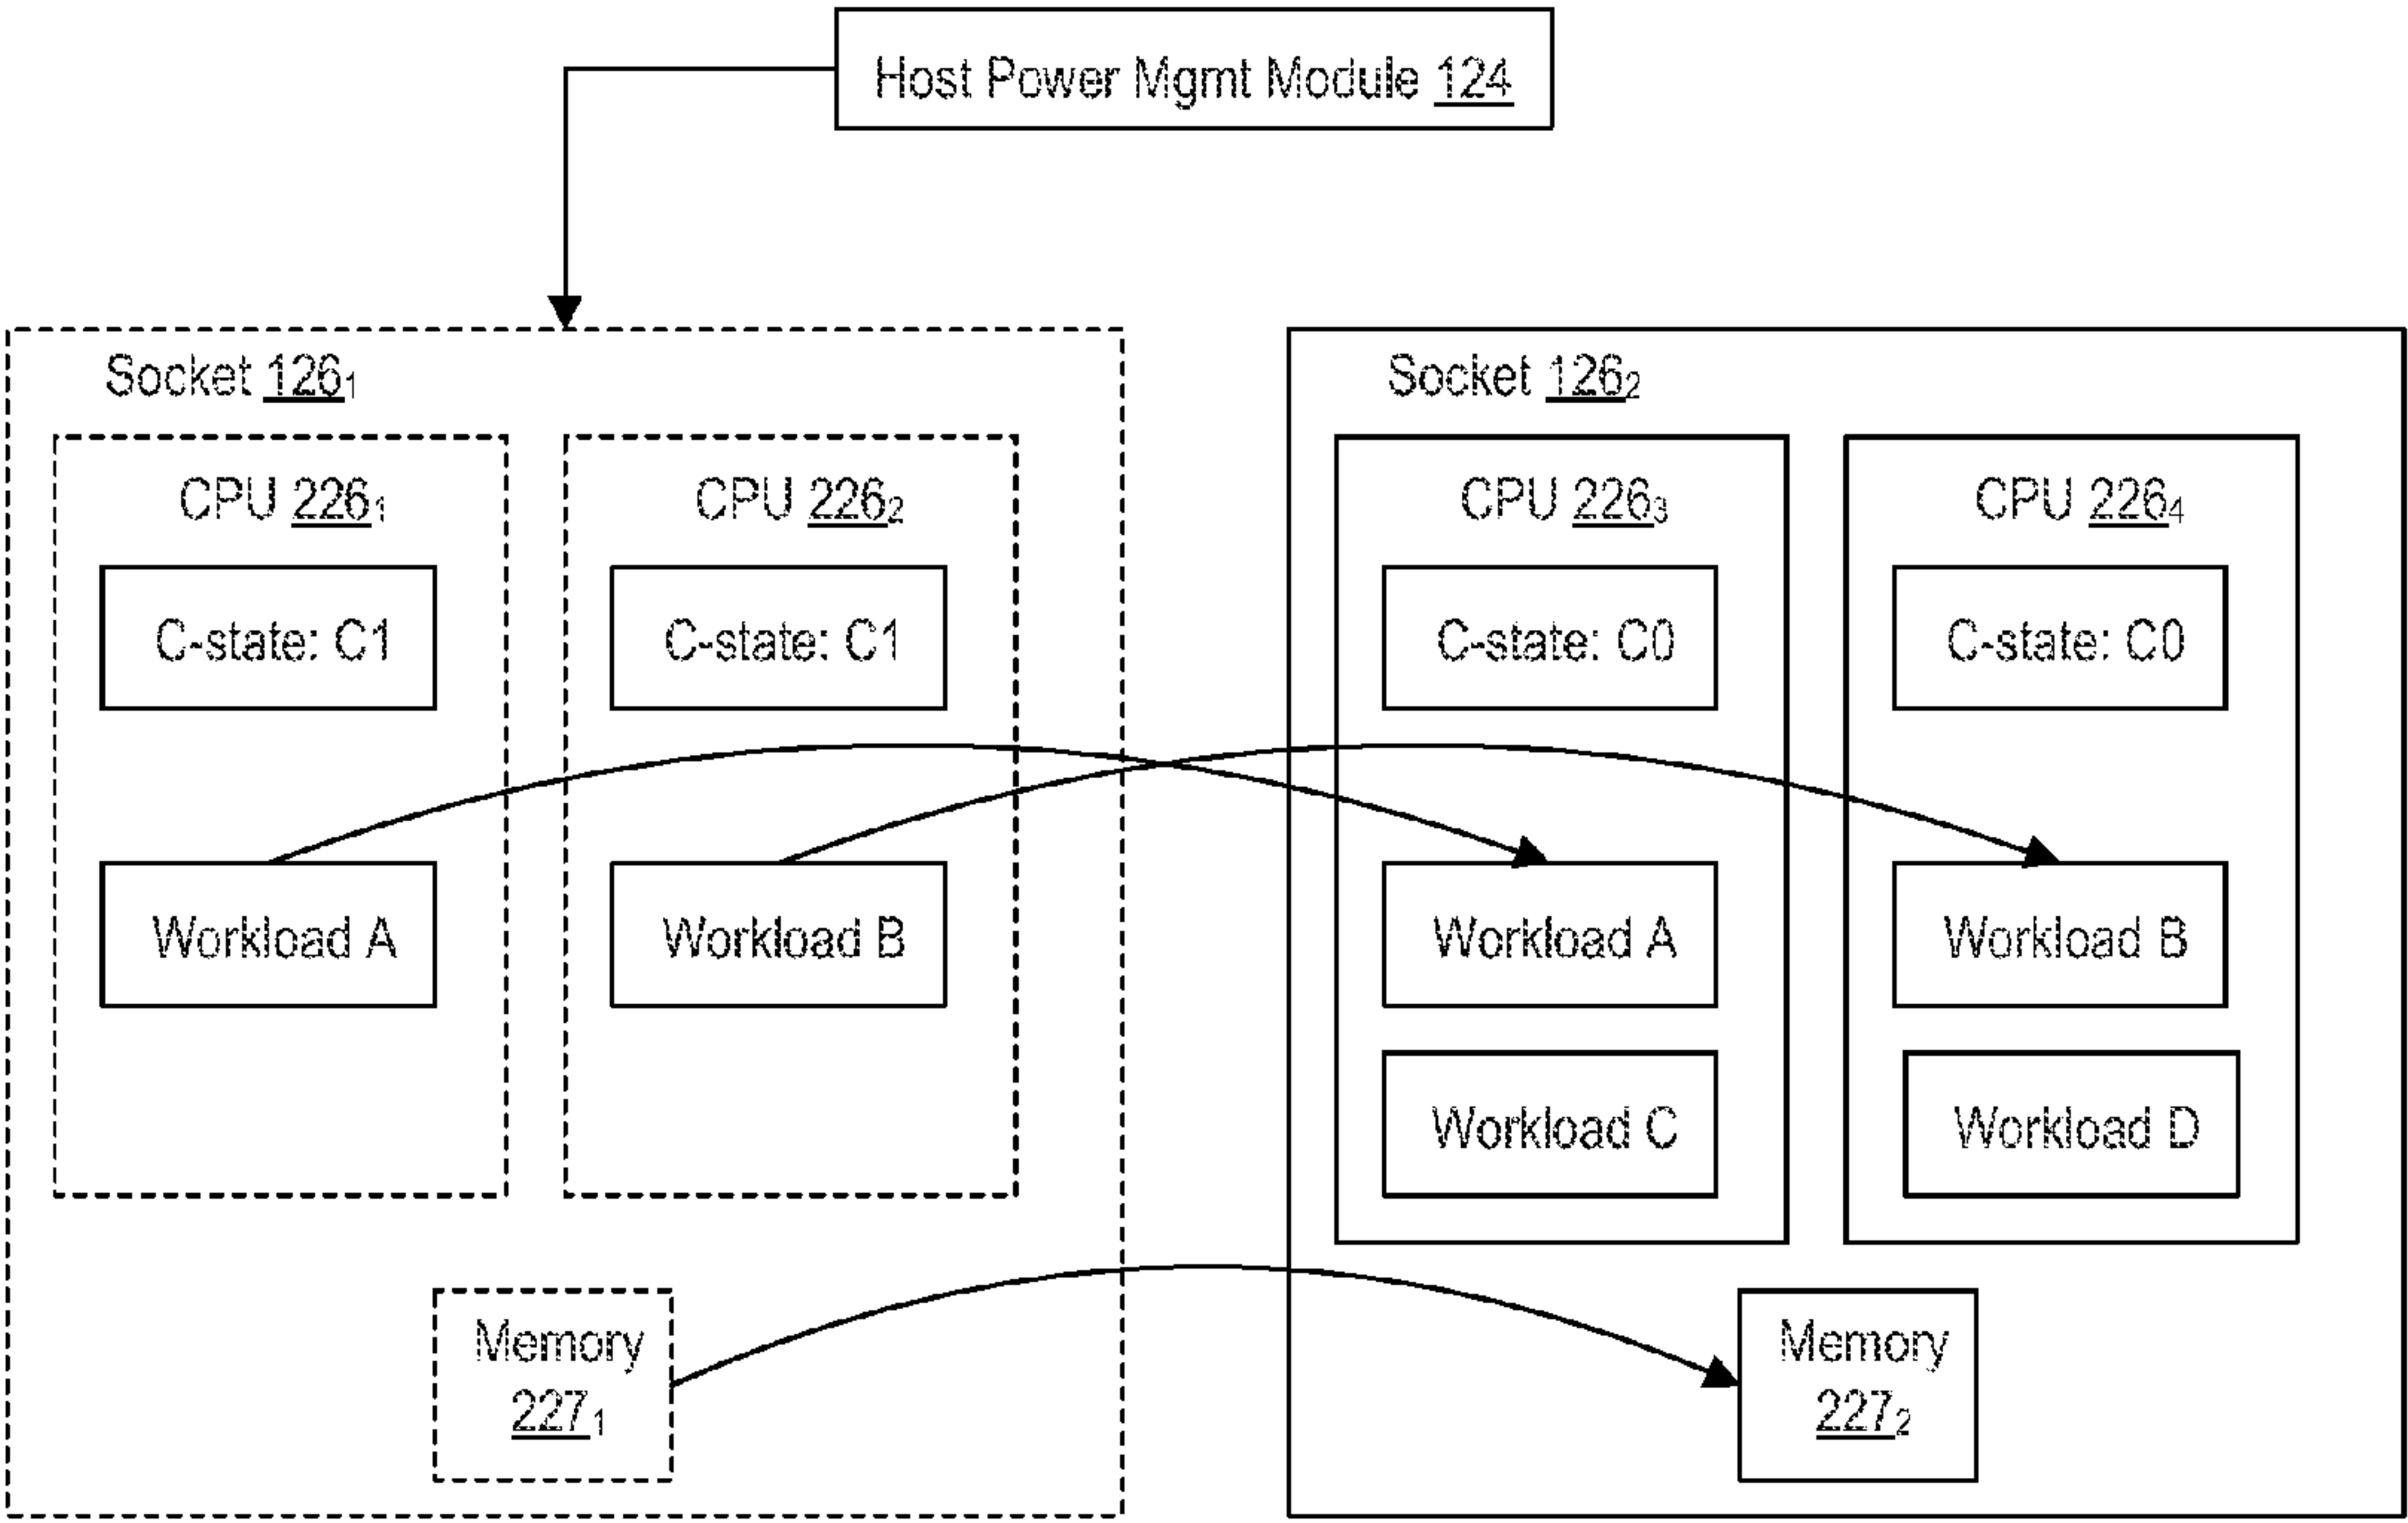 Host Power Mgmt Module 124
Socket 126₁
Socket 126₂
CPU 226₁
CPU 226₂
CPU 226₃
CPU 226₄
C-state: C1
C-state: C1
C-state: C0
C-state: C0
Workload A
Workload B
Workload A
Workload B
Workload C
Workload D
Memory
227₁
Memory
227₂